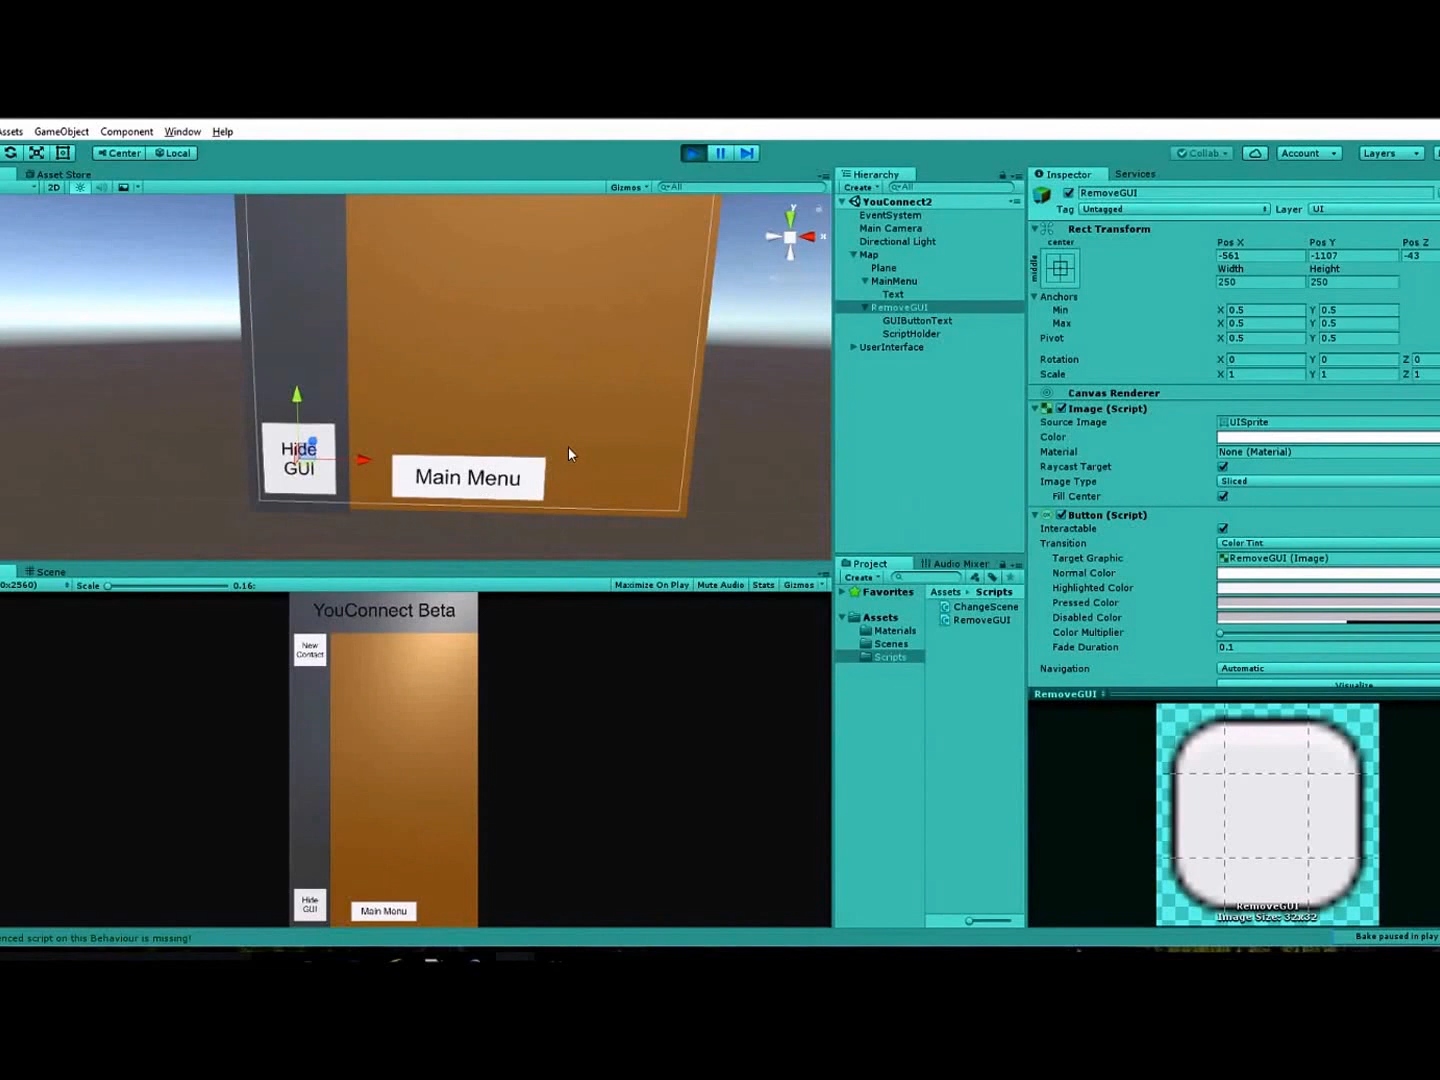 Assets GameObject Component Window Help
Center Local Collab Account Layers
Asset Store
2D Gizmos All
Hide
GUI
Main Menu
y
x
Hierarchy
Create All
YouConnect2
EventSystem
Main Camera
Directional Light
Map
Plane
MainMenu
Text
RemoveGUI
GUIButtonText
ScriptHolder
UserInterface
Inspector Services
RemoveGUI
Tag Untagged Layer UI
Rect Transform
center
middle
Pos X Pos Y Pos Z
-561 -1107 -43
Width Height
250 250
Anchors
Min X 0.5 Y 0.5
Max X 0.5 Y 0.5
Pivot X 0.5 Y 0.5
Rotation X 0 Y 0 Z 0
Scale X 1 Y 1 Z 1
Canvas Renderer
Image (Script)
Source Image UISprite
Color
Material None (Material)
Raycast Target
Image Type Sliced
Fill Center
Button (Script)
Interactable
Transition Color Tint
Target Graphic RemoveGUI (Image)
Normal Color
Highlighted Color
Pressed Color
Disabled Color
Color Multiplier
Fade Duration 0.1
Navigation Automatic
Visualize
RemoveGUI
RemoveGUI
Image Size: 32x32
Scene
0x2560) Scale 0.16: Maximize On Play Mute Audio Stats Gizmos
YouConnect Beta
New
Contact
Hide
GUI
Main Menu
Project Audio Mixer
Create
Favorites
Assets
Materials
Scenes
Scripts
Assets Scripts
ChangeScene
RemoveGUI
enced script on this Behaviour is missing!
Bake paused in play